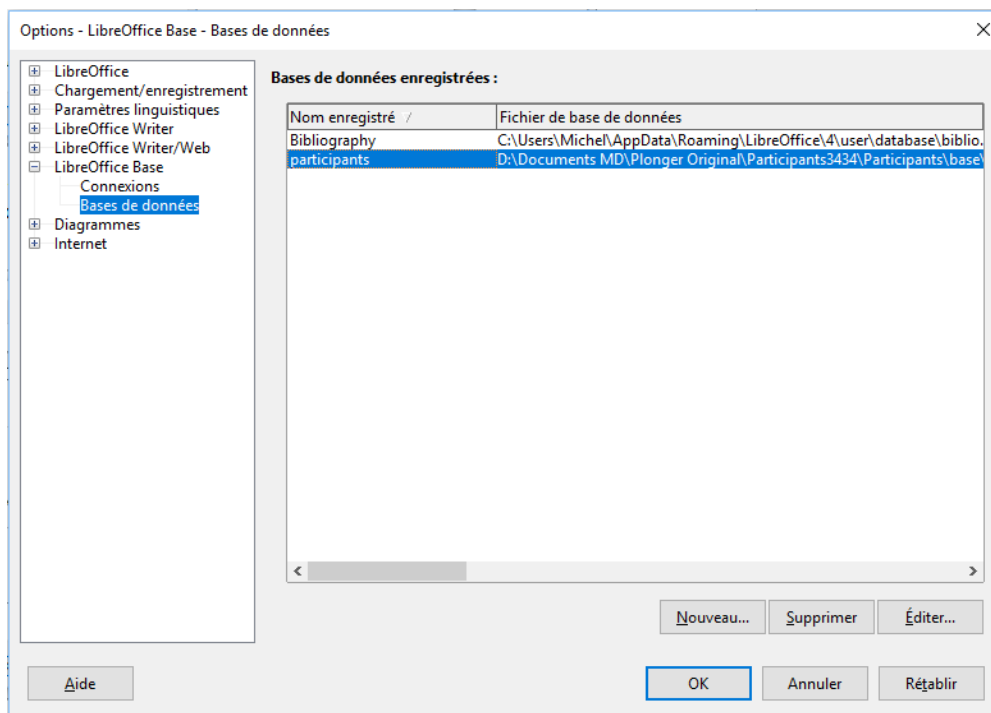 Options - LibreOffice Base - Bases de données
LibreOffice
Chargement/enregistrement
Paramètres linguistiques
LibreOffice Writer
LibreOffice Writer/Web
LibreOffice Base
Connexions
Bases de données
Diagrammes
Internet
Bases de données enregistrées :
Nom enregistré Fichier de base de données
Bibliography C:\Users\Michel\AppData\Roaming\LibreOffice\4\user\database\biblio.
participants D:\Documents MD\Plonger Original\Participants3434\Participants\base\
Nouveau... Supprimer Éditer...
Aide OK Annuler Rétablir